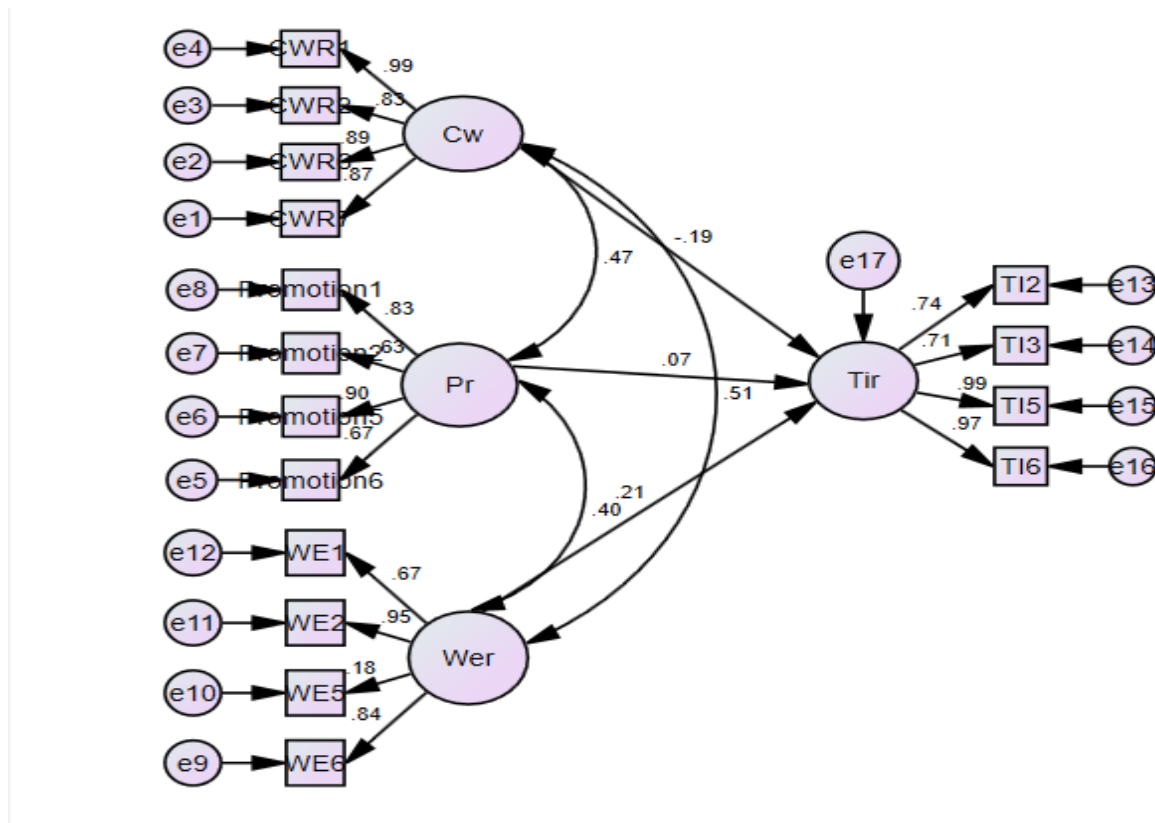 e4 CWR1 .99
e3 CWR2 .83
e2 CWR3 .89
e1 CWR7 .87
Cw
e8 Promotion1 .83
e7 Promotion2 .63
e6 Promotion5 .90
e5 Promotion6 .67
Pr
e12 WE1 .67
e11 WE2 .95
e10 WE5 .18
e9 WE6 .84
Wer
-.19
.47
.07
.51
.21
.40
e17
Tir
.74 TI2 e13
.71 TI3 e14
.99 TI5 e15
.97 TI6 e16